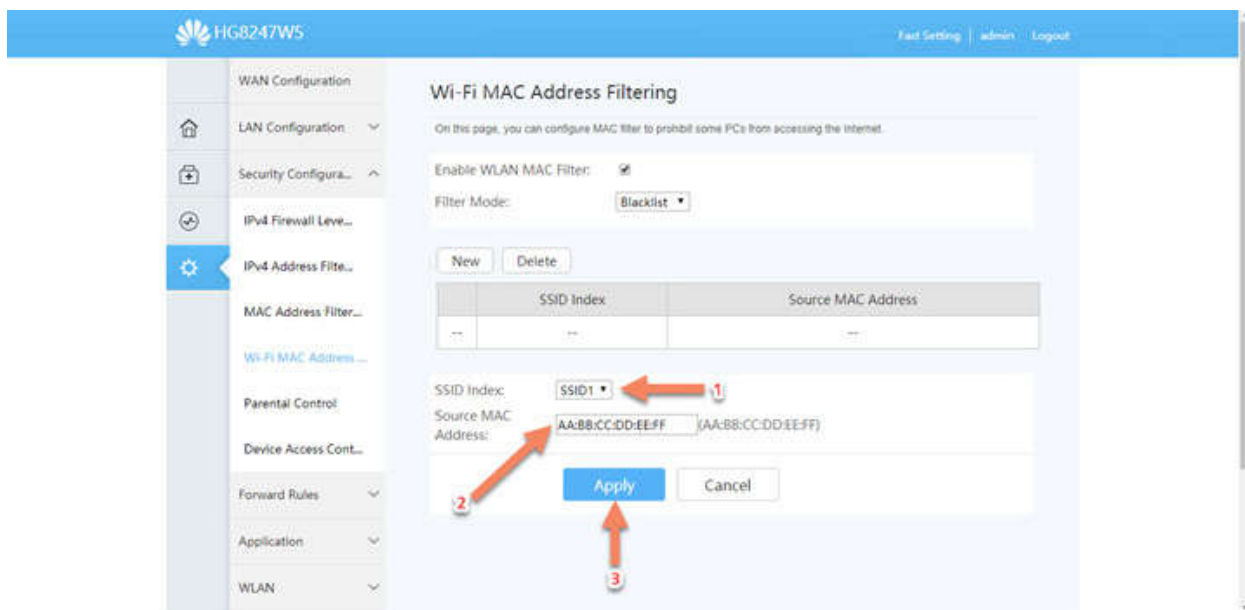 HG8247W5
Fast Setting | admin Logout
WAN Configuration
LAN Configuration
Security Configura...
IPv4 Firewall Leve...
IPv4 Address Filte...
MAC Address Filter...
Wi-Fi MAC Address ...
Parental Control
Device Access Cont...
Forward Rules
Application
WLAN
Wi-Fi MAC Address Filtering
On this page, you can configure MAC filter to prohibit some PCs from accessing the Internet.
Enable WLAN MAC Filter:
Filter Mode: Blacklist
New Delete
SSID Index Source MAC Address
-- -- --
SSID Index: SSID1 1
Source MAC
Address:
AA:BB:CC:DD:EE:FF (AA:BB:CC:DD:EE:FF)
2
Apply Cancel
3